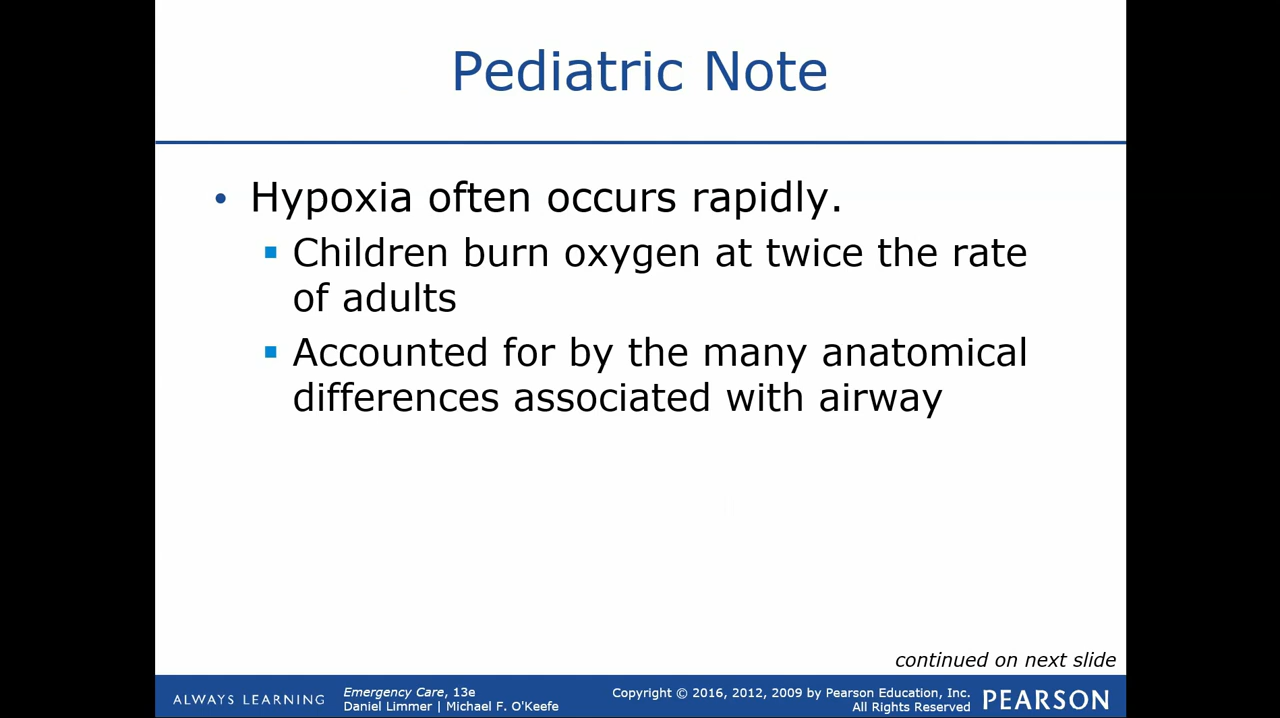 Pediatric Note
• Hypoxia often occurs rapidly.
▪ Children burn oxygen at twice the rate
of adults
▪ Accounted for by the many anatomical
differences associated with airway
continued on next slide
ALWAYS LEARNING
Emergency Care, 13e
Daniel Limmer | Michael F. O'Keefe
Copyright © 2016, 2012, 2009 by Pearson Education, Inc.
All Rights Reserved
PEARSON